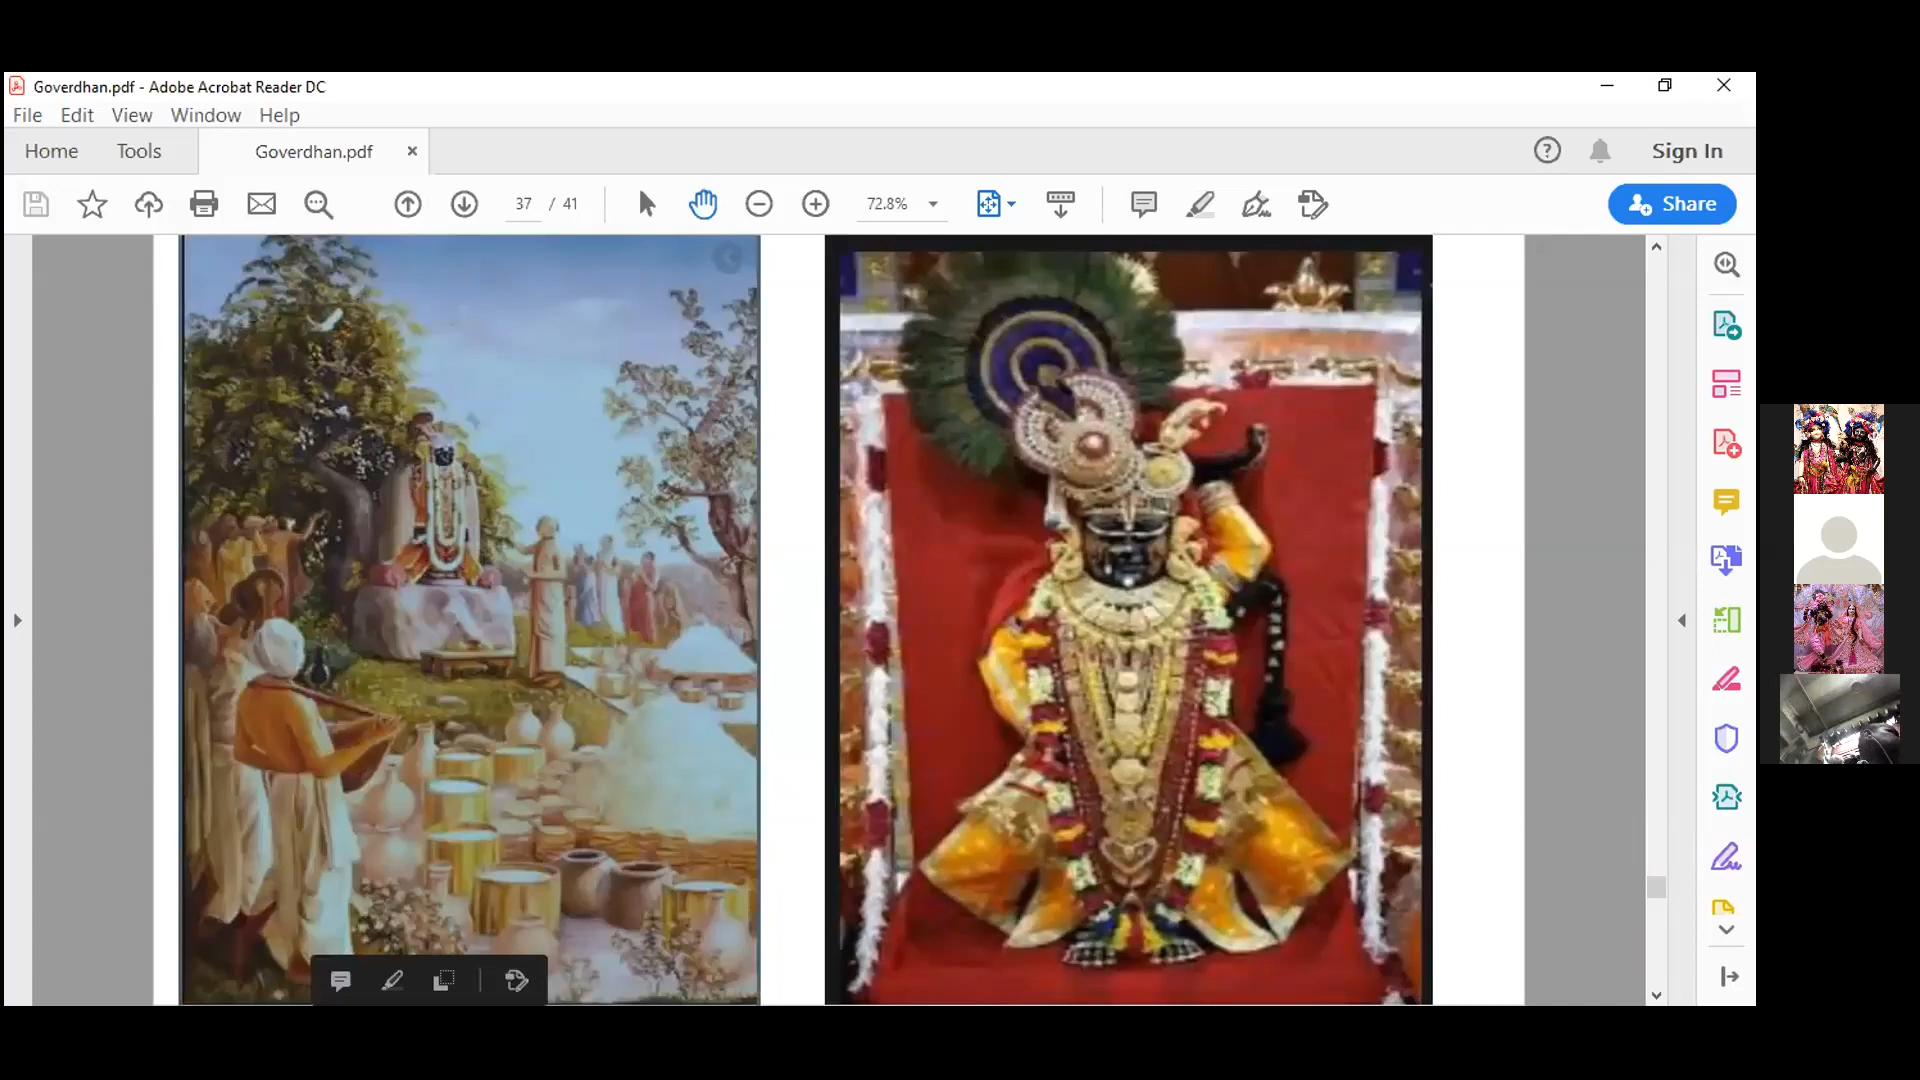 Goverdhan.pdf - Adobe Acrobat Reader DC
File Edit View Window Help
Home Tools Goverdhan.pdf × Sign In
37 / 41 72.8% Share